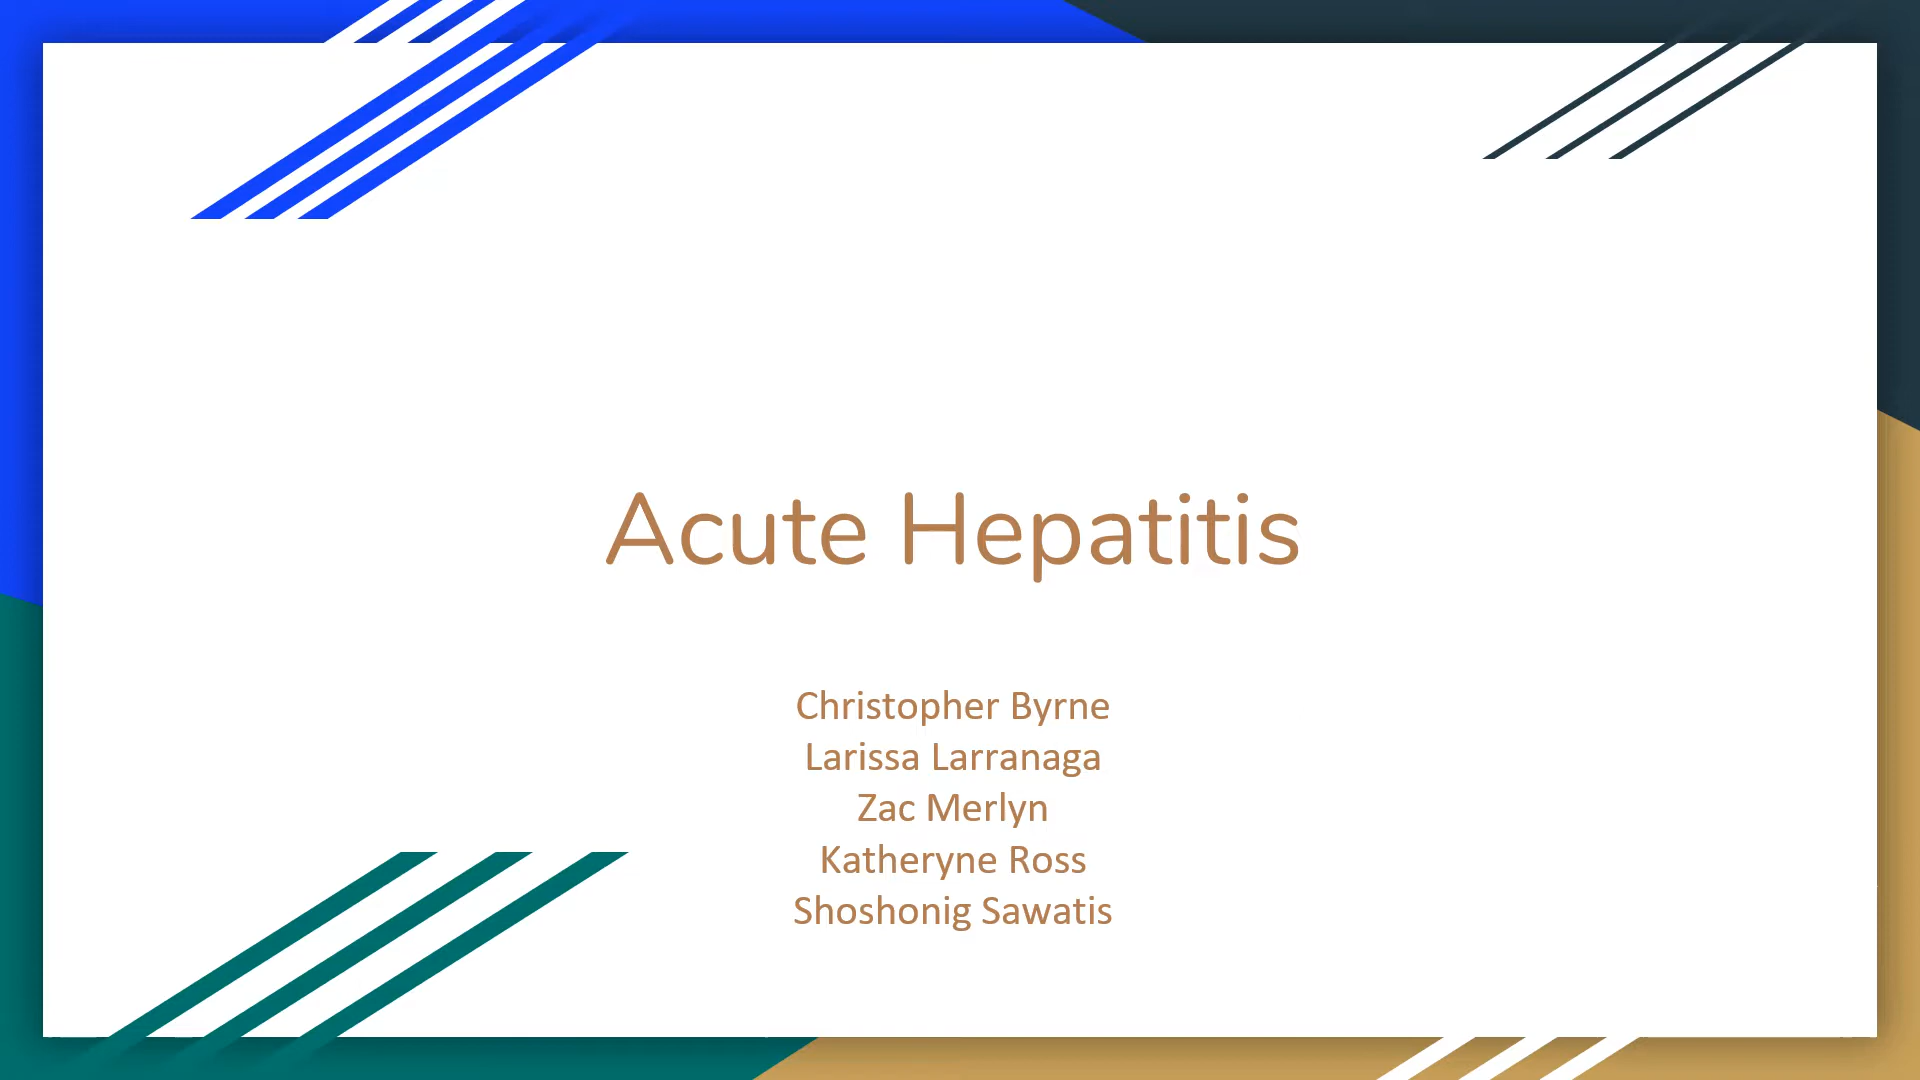 Acute Hepatitis
Christopher Byrne
Larissa Larranaga
Zac Merlyn
Katheryne Ross
Shoshonig Sawatis